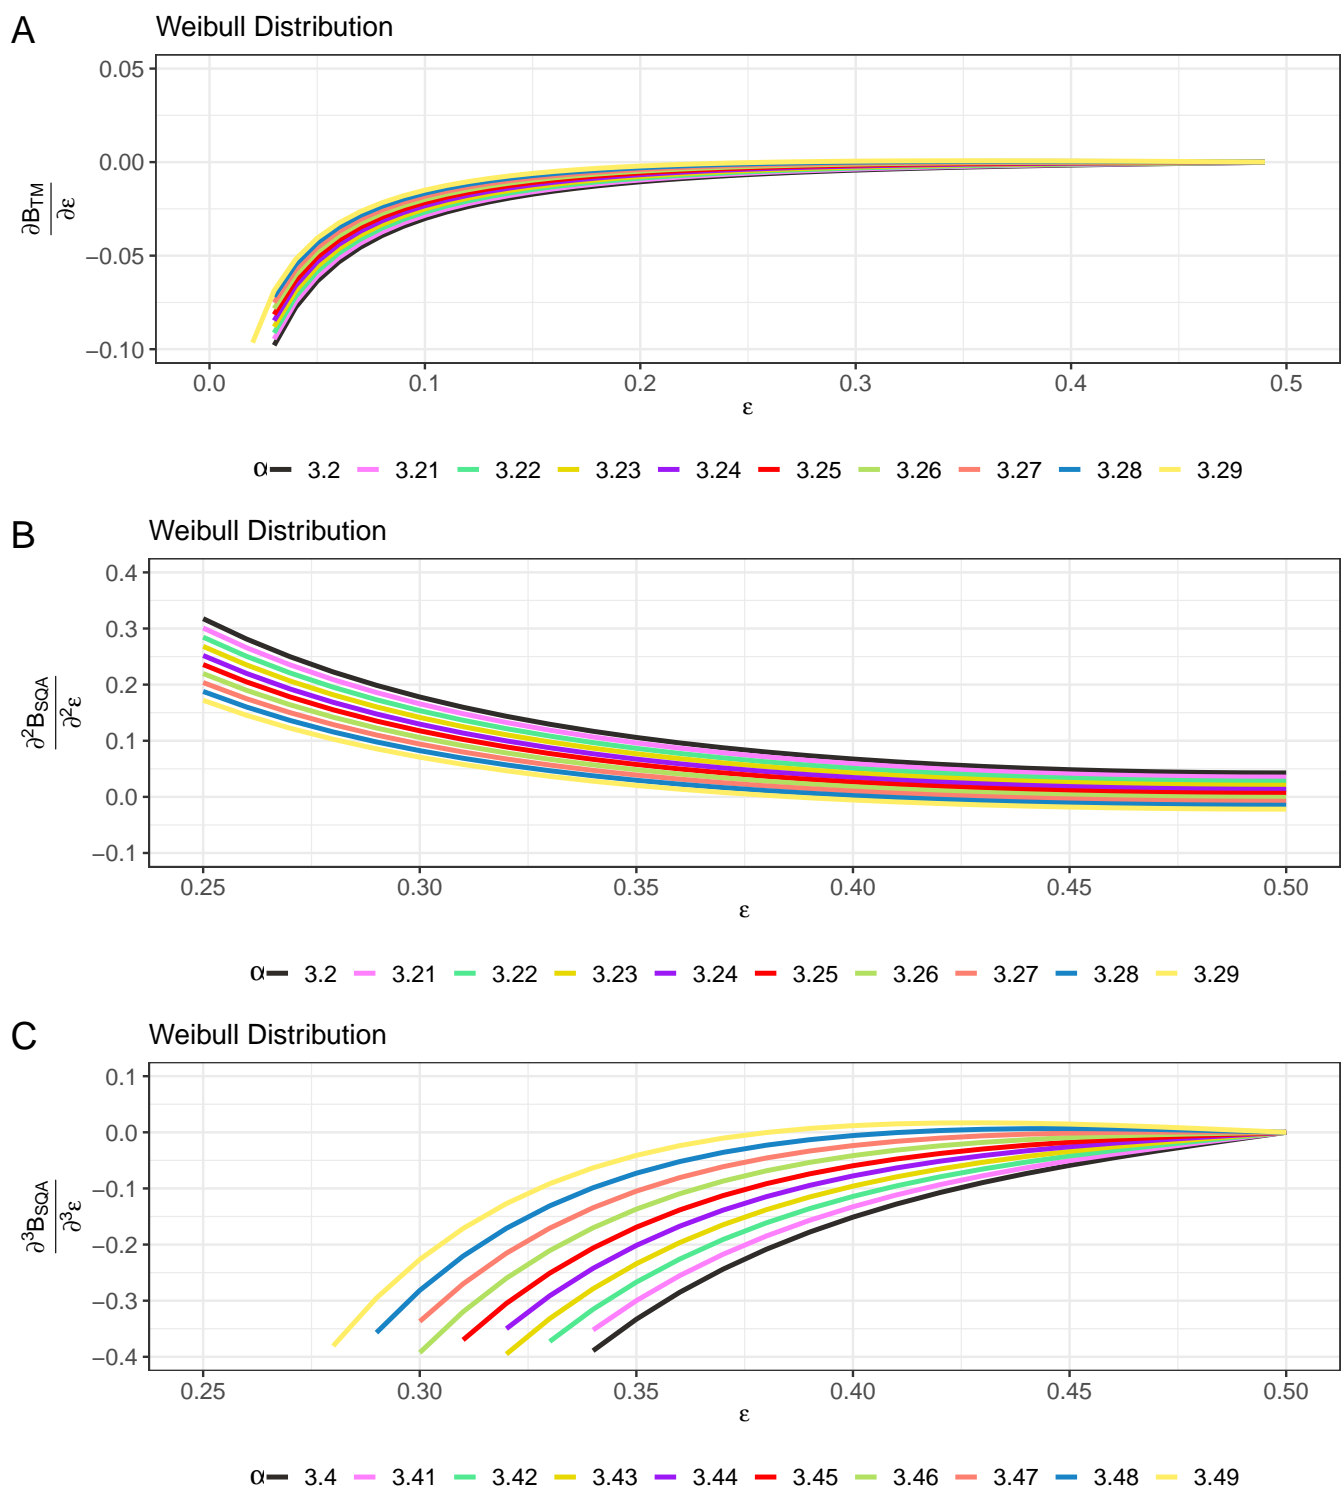 A
Weibull Distribution
0.05
0.00
−0.05
−0.10
∂B_TM
∂ε
0.0 0.1 0.2 0.3 0.4 0.5
ε
α 3.2 3.21 3.22 3.23 3.24 3.25 3.26 3.27 3.28 3.29
B
Weibull Distribution
0.4
0.3
0.2
0.1
0.0
−0.1
∂²B_SQA
∂²ε
0.25 0.30 0.35 0.40 0.45 0.50
ε
α 3.2 3.21 3.22 3.23 3.24 3.25 3.26 3.27 3.28 3.29
C
Weibull Distribution
0.1
0.0
−0.1
−0.2
−0.3
−0.4
∂³B_SQA
∂³ε
0.25 0.30 0.35 0.40 0.45 0.50
ε
α 3.4 3.41 3.42 3.43 3.44 3.45 3.46 3.47 3.48 3.49